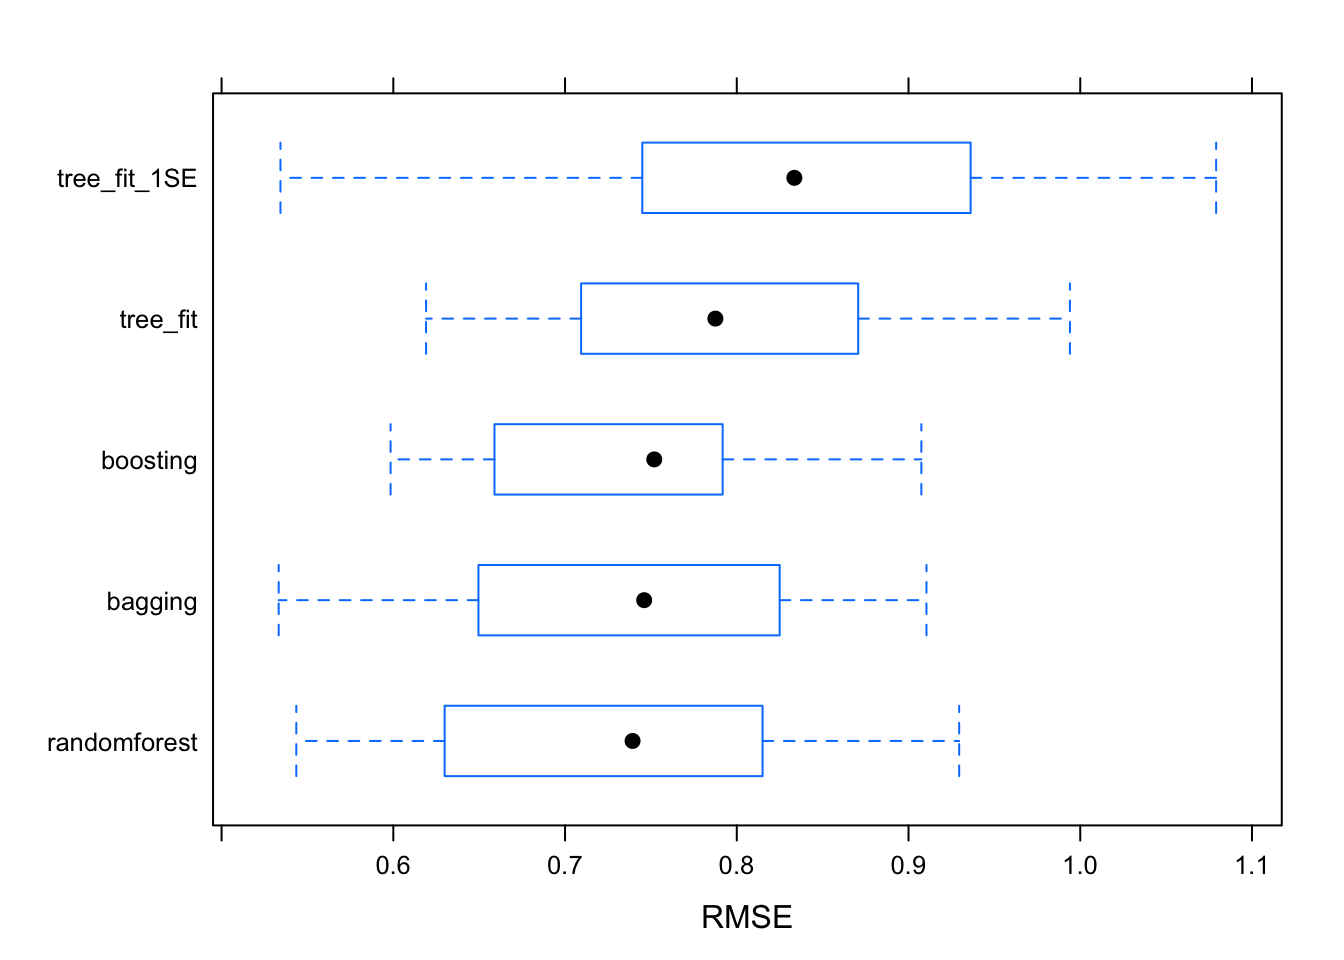 tree_fit_1SE
tree_fit
boosting
bagging
randomforest
0.6 0.7 0.8 0.9 1.0 1.1
RMSE